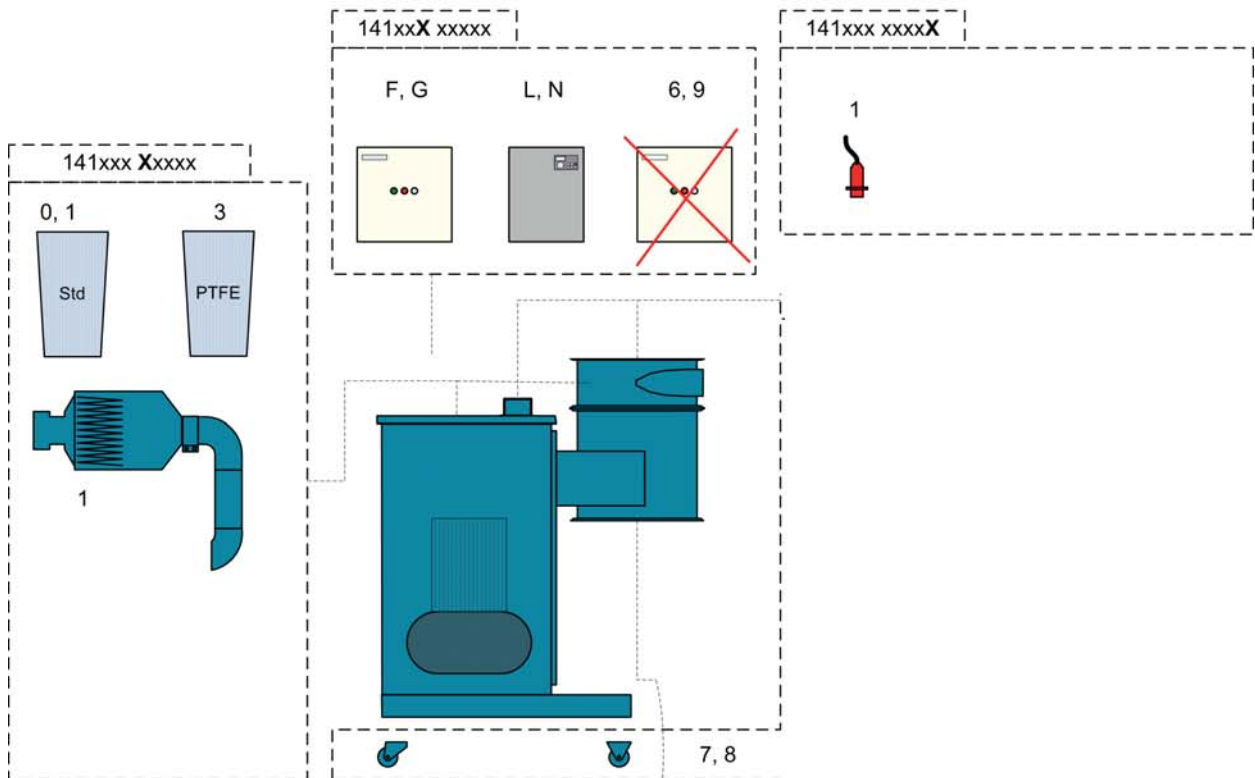 141xxX xxxxx
141xxx xxxxX
F, G
L, N
6, 9
1
141xxx Xxxxx
0, 1
3
Std
PTFE
1
7, 8